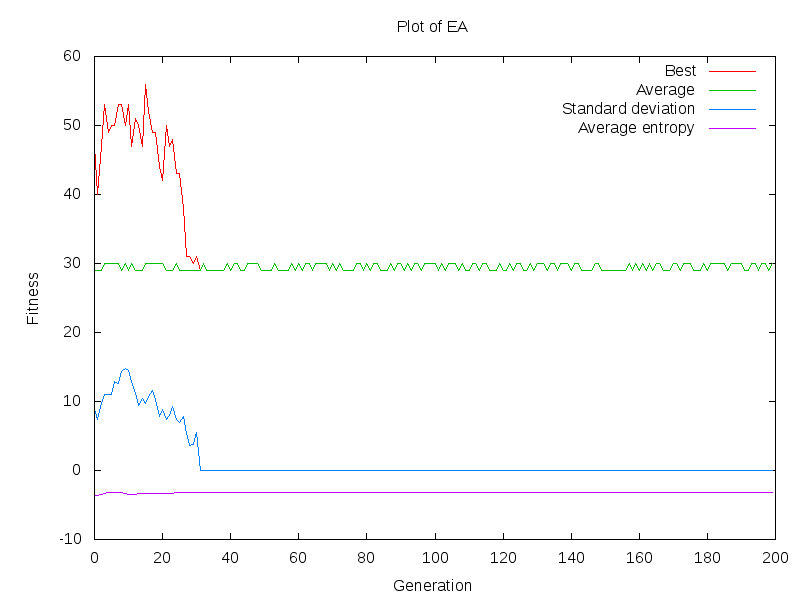 Plot of EA
Best
Average
Standard deviation
Average entropy
Fitness
60
50
40
30
20
10
0
-10
0 20 40 60 80 100 120 140 160 180 200
Generation